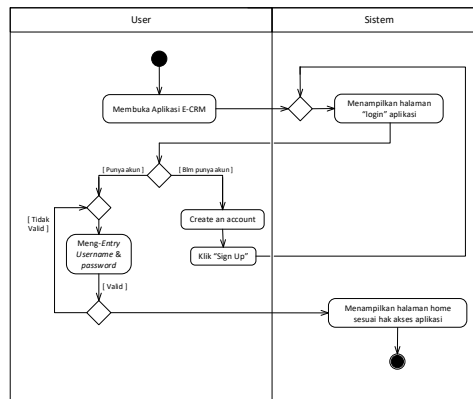 User
Sistem
Membuka Aplikasi E-CRM
Menampilkan halaman
“login” aplikasi
[ Punya akun ]
[ Blm punya akun ]
[ Tidak
Valid ]
Create an account
Meng-Entry
Username &
password
Klik “Sign Up”
[ Valid ]
Menampilkan halaman home
sesuai hak akses aplikasi